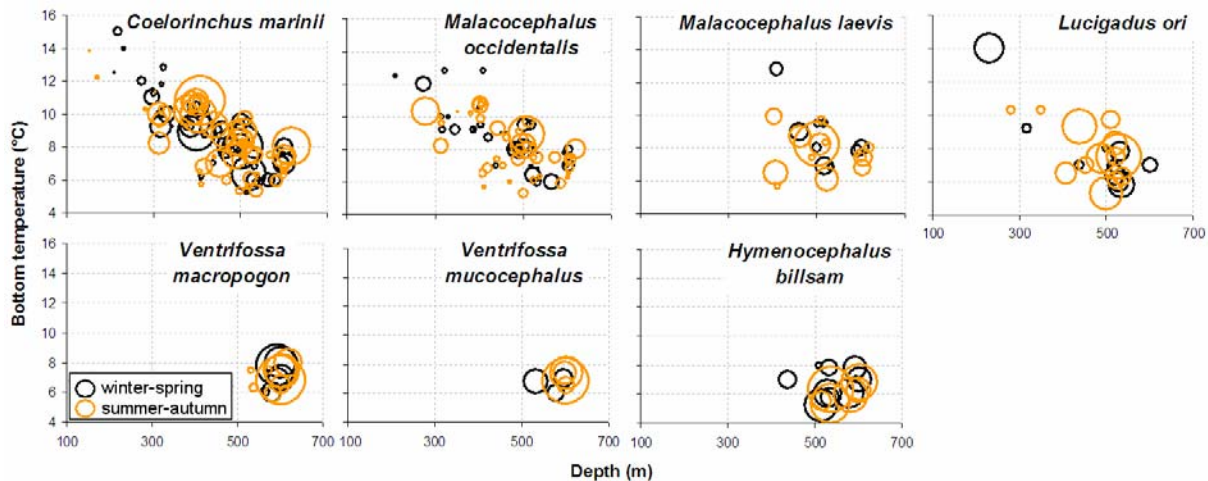 Coelorinchus marinii
Malacocephalus
occidentalls
Malacocephalus laevis
Lucigadus ori
16
14
12
10
8
6
4
100 300 500 700
Ventrifossa
macropogon
Ventrifossa
mucocephalus
Hymenocephalus
billsam
16
14
12
10
8
6
4
winter-spring
summer-autumn
100 300 500 700
100 300 500 700
100 300 500 700
Bottom temperature (°C)
Depth (m)